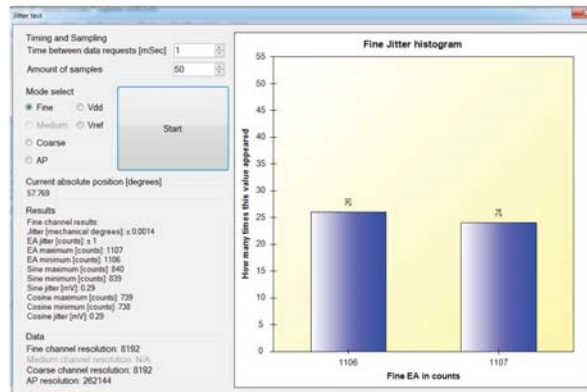 Jitter test
Timing and Sampling
Time between data requests [mSec] 1
Amount of samples 50
Mode select
Fine Vdd
Medium Vref
Coarse
AP
Start
Current absolute position [degrees]
57.769
Results
Fine channel results:
Jitter [mechanical degrees]: ± 0.0014
EA jitter [counts]: ± 1
EA maximum [counts]: 1107
EA minimum [counts]: 1106
Sine maximum [counts]: 840
Sine minimum [counts]: 839
Sine jitter [mV]: 0.29
Cosine maximum [counts]: 739
Cosine minimum [counts]: 738
Cosine jitter [mV]: 0.29
Data
Fine channel resolution: 8192
Medium channel resolution: N/A
Coarse channel resolution: 8192
AP resolution: 262144
Fine Jitter histogram
How many times this value appeared
55
50
45
40
35
30
25
20
15
10
5
0
26
24
1106 1107
Fine EA in counts